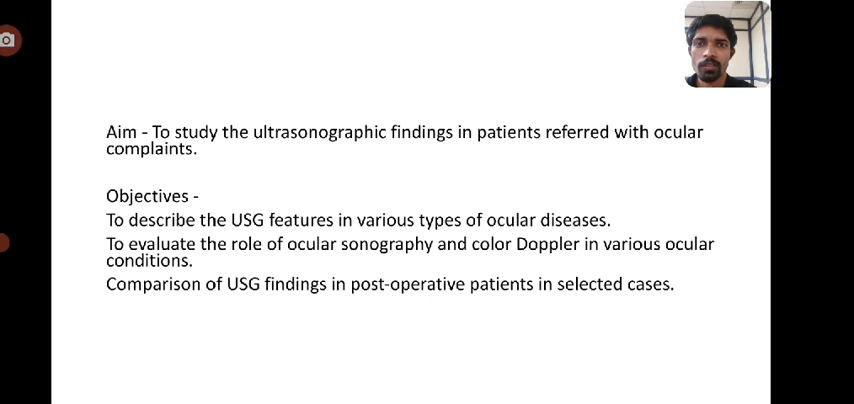 Aim - To study the ultrasonographic findings in patients referred with ocular
complaints.
Objectives -
To describe the USG features in various types of ocular diseases.
To evaluate the role of ocular sonography and color Doppler in various ocular
conditions.
Comparison of USG findings in post-operative patients in selected cases.